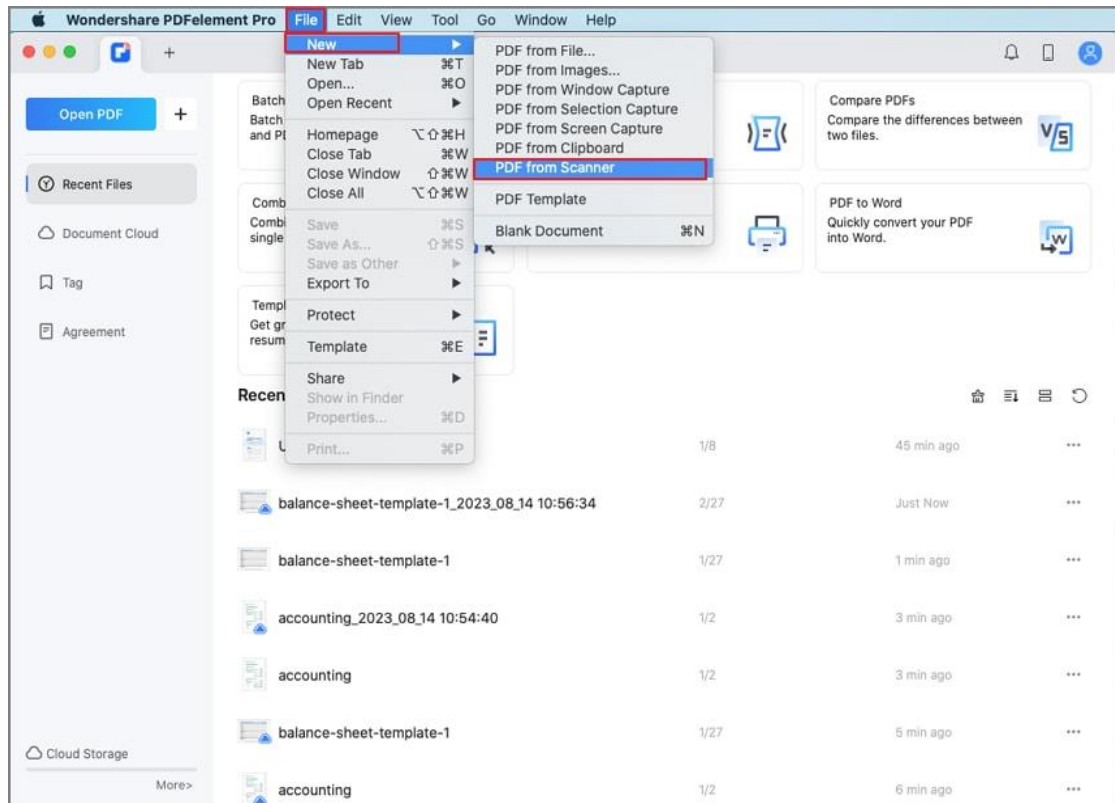 Wondershare PDFelement Pro File Edit View Tool Go Window Help
New
New Tab ⌘T
Open... ⌘O
Open Recent
Homepage ⌥⇧⌘H
Close Tab ⌘W
Close Window ⇧⌘W
Close All ⌥⇧⌘W
Save ⌘S
Save As... ⇧⌘S
Save as Other
Export To
Protect
Template ⌘E
Share
Show in Finder
Properties... ⌘D
Print... ⌘P
PDF from File...
PDF from Images...
PDF from Window Capture
PDF from Selection Capture
PDF from Screen Capture
PDF from Clipboard
PDF from Scanner
PDF Template
Blank Document ⌘N
Open PDF +
Recent Files
Document Cloud
Tag
Agreement
Cloud Storage
More>
Batch
Batch
and
Compare PDFs
Compare the differences between
two files.
V/S
Comb
Combi
single
PDF to Word
Quickly convert your PDF
into Word.
W
Templ
Get gr
resum
Recen
1/8 45 min ago
balance-sheet-template-1_2023_08_14 10:56:34 2/27 Just Now
balance-sheet-template-1 1/27 1 min ago
accounting_2023_08_14 10:54:40 1/2 3 min ago
accounting 1/2 3 min ago
balance-sheet-template-1 1/27 5 min ago
accounting 1/2 6 min ago